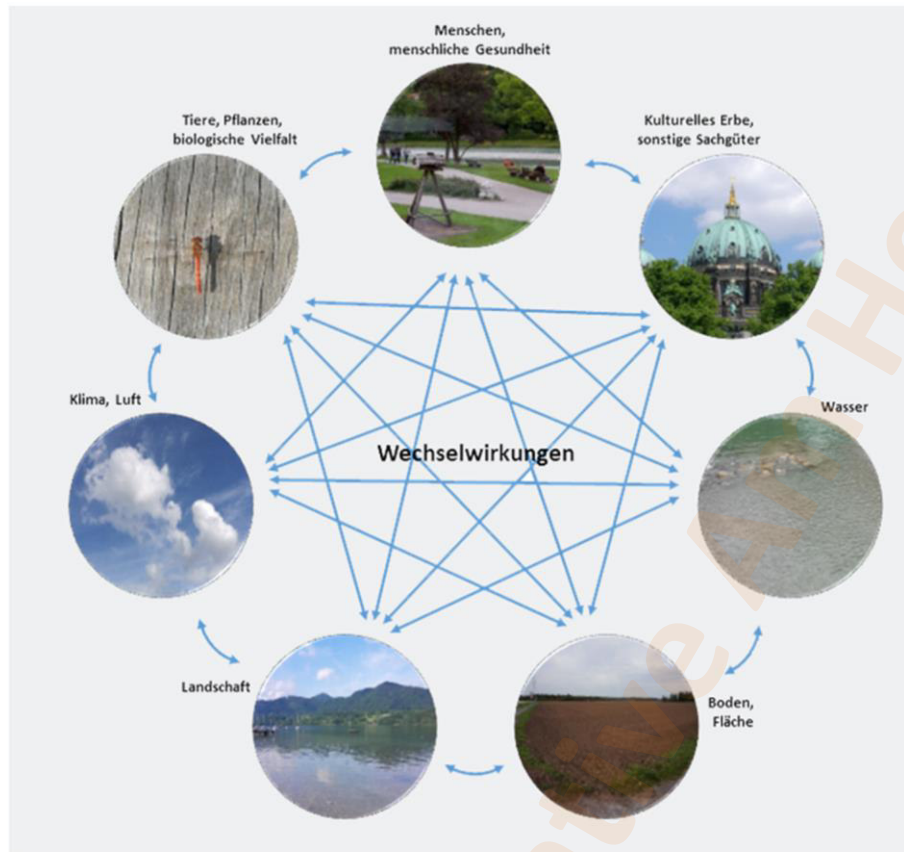 Menschen,
menschliche Gesundheit
Tiere, Pflanzen,
biologische Vielfalt
Kulturelles Erbe,
sonstige Sachgüter
Klima, Luft
Wasser
Wechselwirkungen
Landschaft
Boden,
Fläche